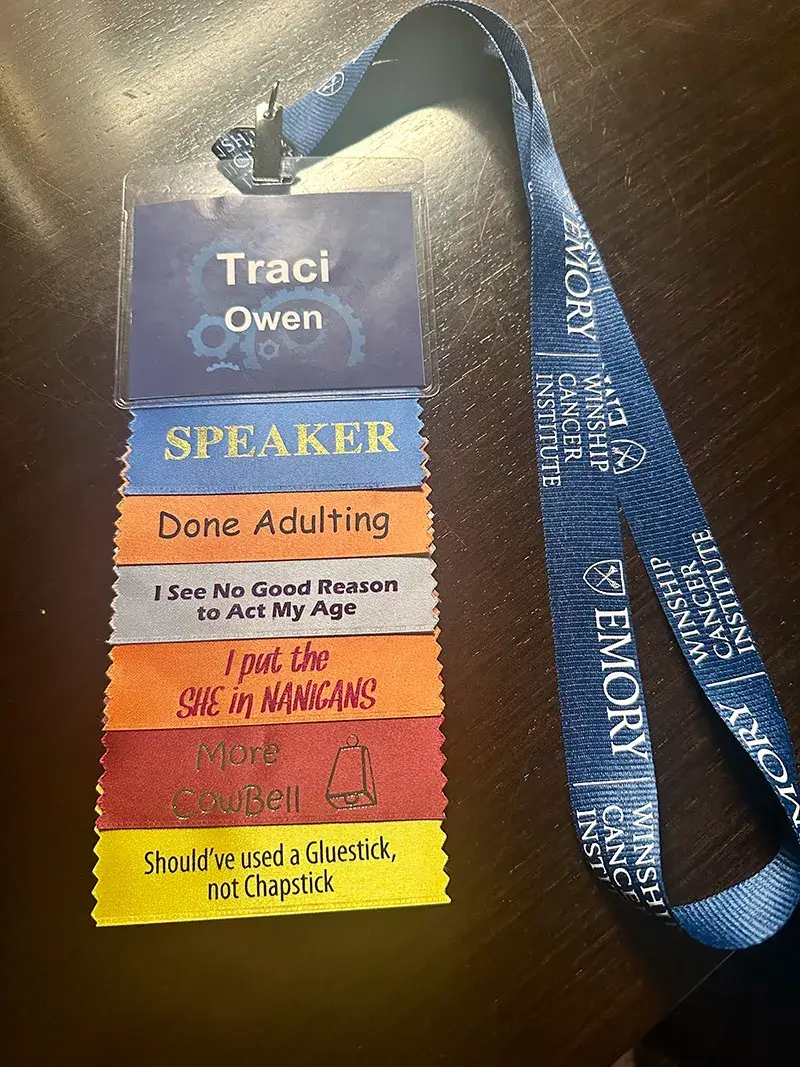 Traci
Owen
SPEAKER
Done Adulting
I See No Good Reason
to Act My Age
I put the
SHE in NANIGANS
More
CowBell
Should've used a Gluestick,
not Chapstick
EMORY
WINSHIP
CANCER
INSTITUTE
EMORY
WINSHIP
CANCER
INSTITUTE